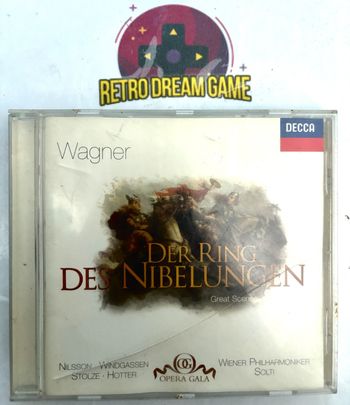 RETRO DREAM GAME
DECCA
Wagner
DER RING
DES NIBELUNGEN
Great Scenes
NILSSON · WINDGASSEN
STOLZE · HOTTER
OG
OPERA GALA
WIENER PHILHARMONIKER
SOLTI